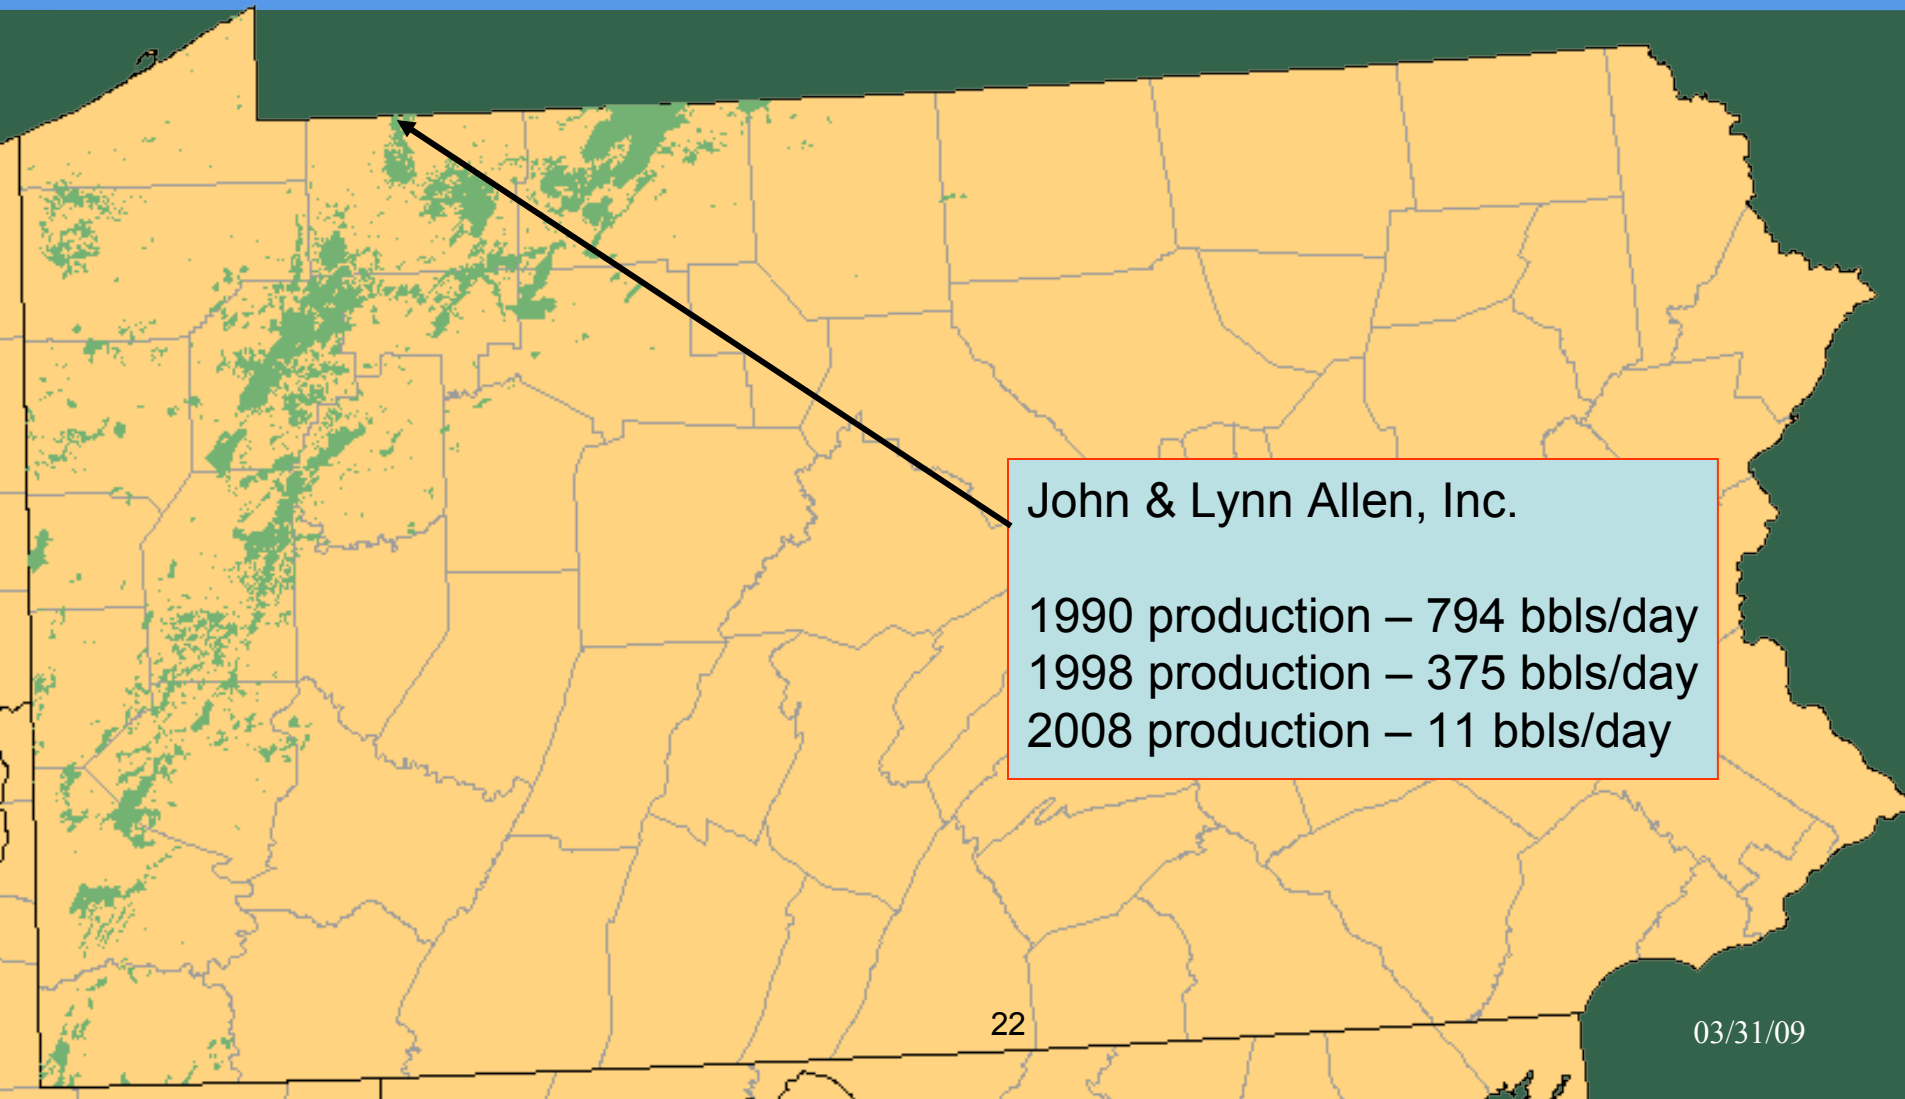 John & Lynn Allen, Inc.
1990 production – 794 bbls/day
1998 production – 375 bbls/day
2008 production – 11 bbls/day
22
03/31/09